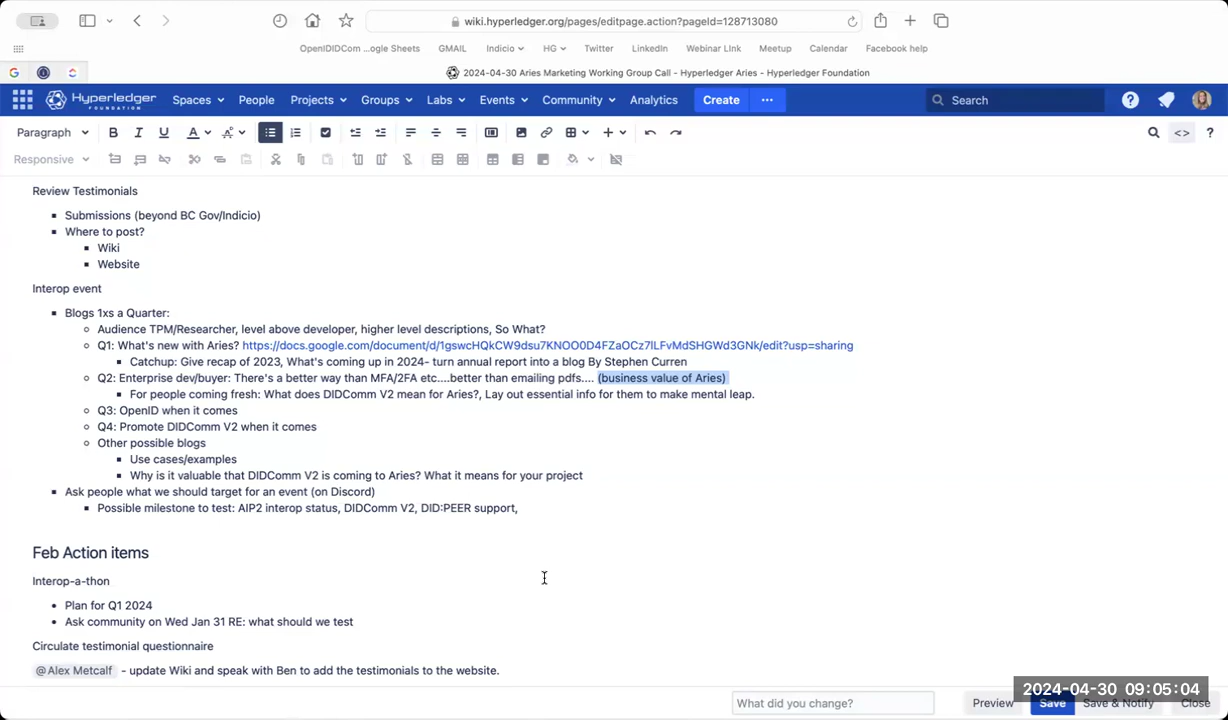 wiki.hyperledger.org/pages/editpage.action?pageId=128713080
OpenIDIDCom ...ogle Sheets GMAIL Indicio HG Twitter LinkedIn Webinar LInk Meetup Calendar Facebook help
2024-04-30 Aries Marketing Working Group Call - Hyperledger Aries - Hyperledger Foundation
HYPERLEDGER FOUNDATION Spaces People Projects Groups Labs Events Community Analytics Create ... Search
Paragraph B I U A
Responsive
Review Testimonials
Submissions (beyond BC Gov/Indicio)
Where to post?
Wiki
Website
Interop event
Blogs 1xs a Quarter:
Audience TPM/Researcher, level above developer, higher level descriptions, So What?
Q1: What's new with Aries? https://docs.google.com/document/d/1gswcHQkCW9dsu7KNOO0D4FZaOCz7lLFvMdSHGWd3GNk/edit?usp=sharing
Catchup: Give recap of 2023, What's coming up in 2024- turn annual report into a blog By Stephen Curren
Q2: Enterprise dev/buyer: There's a better way than MFA/2FA etc....better than emailing pdfs.... (business value of Aries)
For people coming fresh: What does DIDComm V2 mean for Aries?, Lay out essential info for them to make mental leap.
Q3: OpenID when it comes
Q4: Promote DIDComm V2 when it comes
Other possible blogs
Use cases/examples
Why is it valuable that DIDComm V2 is coming to Aries? What it means for your project
Ask people what we should target for an event (on Discord)
Possible milestone to test: AIP2 interop status, DIDComm V2, DID:PEER support,
Feb Action items
Interop-a-thon
Plan for Q1 2024
Ask community on Wed Jan 31 RE: what should we test
Circulate testimonial questionnaire
@Alex Metcalf - update Wiki and speak with Ben to add the testimonials to the website.
What did you change? Preview Save Save & Notify Close
2024-04-30 09:05:04